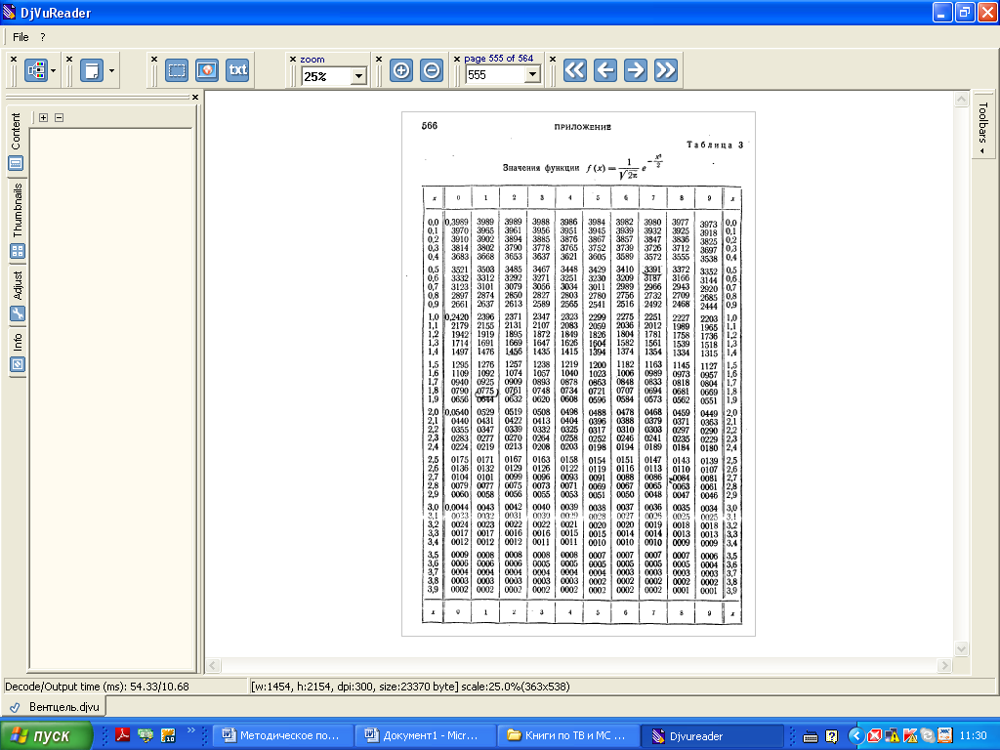 DjVuReader
File ?
zoom
25%
page 555 of 564
555
txt
Content
Thumbnails
Adjust
Info
Toolbars
566 ПРИЛОЖЕНИЕ
Таблица 3
Значения функции f(x) = 1/√2π e^(-x²/2)
x 0 1 2 3 4 5 6 7 8 9 x
0,0 0,3989 3989 3989 3988 3986 3984 3982 3980 3977 3973 0,0
0,1 3970 3965 3961 3956 3951 3945 3939 3932 3925 3918 0,1
0,2 3910 3902 3894 3885 3876 3867 3857 3847 3836 3825 0,2
0,3 3814 3802 3790 3778 3765 3752 3739 3726 3712 3697 0,3
0,4 3683 3668 3653 3637 3621 3605 3589 3572 3555 3538 0,4
0,5 3521 3503 3485 3467 3448 3429 3410 3391 3372 3352 0,5
0,6 3332 3312 3292 3271 3251 3230 3209 3187 3166 3144 0,6
0,7 3123 3101 3079 3056 3034 3011 2989 2966 2943 2920 0,7
0,8 2897 2874 2850 2827 2803 2780 2756 2732 2709 2685 0,8
0,9 2661 2637 2613 2589 2565 2541 2516 2492 2468 2444 0,9
1,0 0,2420 2396 2371 2347 2323 2299 2275 2251 2227 2203 1,0
1,1 2179 2155 2131 2107 2083 2059 2036 2012 1989 1965 1,1
1,2 1942 1919 1895 1872 1849 1826 1804 1781 1758 1736 1,2
1,3 1714 1691 1669 1647 1626 1604 1582 1561 1539 1518 1,3
1,4 1497 1476 1456 1435 1415 1394 1374 1354 1334 1315 1,4
1,5 1295 1276 1257 1238 1219 1200 1182 1163 1145 1127 1,5
1,6 1109 1092 1074 1057 1040 1023 1006 0989 0973 0957 1,6
1,7 0940 0925 0909 0893 0878 0863 0848 0833 0818 0804 1,7
1,8 0790 0775 0761 0748 0734 0721 0707 0694 0681 0669 1,8
1,9 0656 0644 0632 0620 0608 0596 0584 0573 0562 0551 1,9
2,0 0,0540 0529 0519 0508 0498 0488 0478 0468 0459 0449 2,0
2,1 0440 0431 0422 0413 0404 0396 0388 0379 0371 0363 2,1
2,2 0355 0347 0339 0332 0325 0317 0310 0303 0297 0290 2,2
2,3 0283 0277 0270 0264 0258 0252 0246 0241 0235 0229 2,3
2,4 0224 0219 0213 0208 0203 0198 0194 0189 0184 0180 2,4
2,5 0175 0171 0167 0163 0158 0154 0151 0147 0143 0139 2,5
2,6 0136 0132 0129 0126 0122 0119 0116 0113 0110 0107 2,6
2,7 0104 0101 0099 0096 0093 0091 0088 0086 0084 0081 2,7
2,8 0079 0077 0075 0073 0071 0069 0067 0065 0063 0061 2,8
2,9 0060 0058 0056 0055 0053 0051 0050 0048 0047 0046 2,9
3,0 0,0044 0043 0042 0040 0039 0038 0037 0036 0035 0034 3,0
3,1 0032 0031 0030 0029 0028 0027 0026 0025 0025 3,1
3,2 0024 0023 0022 0022 0021 0020 0020 0019 0018 0018 3,2
3,3 0017 0017 0016 0016 0015 0015 0014 0014 0013 0013 3,3
3,4 0012 0012 0012 0011 0011 0010 0010 0010 0009 0009 3,4
3,5 0009 0008 0008 0008 0008 0007 0007 0007 0007 0006 3,5
3,6 0006 0006 0006 0005 0005 0005 0005 0005 0005 0004 3,6
3,7 0004 0004 0004 0004 0004 0004 0003 0003 0003 0003 3,7
3,8 0003 0003 0003 0003 0003 0002 0002 0002 0002 0002 3,8
3,9 0002 0002 0002 0002 0002 0002 0002 0002 0001 0001 3,9
x 0 1 2 3 4 5 6 7 8 9 x
Decode/Output time (ms): 54.33/10.68 [w:1454, h:2154, dpi:300, size:23370 byte] scale:25.0%(363x538)
Вентцель.djvu
пуск
Методическое по...
Документ1 - Micr...
Книги по ТВ и МС ...
Djvureader
11:30